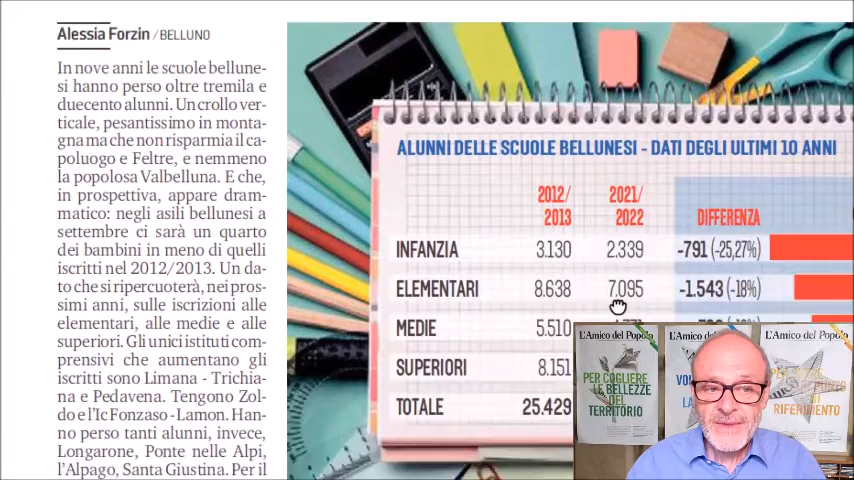 Alessia Forzin / BELLUNO
In nove anni le scuole bellune-
si hanno perso oltre tremila e
duecento alunni. Un crollo ver-
ticale, pesantissimo in monta-
gna ma che non risparmia il ca-
poluogo e Feltre, e nemmeno
la popolosa Valbelluna. E che,
in prospettiva, appare dram-
matico: negli asili bellunesi a
settembre ci sarà un quarto
dei bambini in meno di quelli
iscritti nel 2012/2013. Un da-
to che si ripercuoterà, nei pros-
simi anni, sulle iscrizioni alle
elementari, alle medie e alle
superiori. Gli unici istituti com-
prensivi che aumentano gli
iscritti sono Limana - Trichia-
na e Pedavena. Tengono Zol-
do e l'Ic Fonzaso - Lamon. Han-
no perso tanti alunni, invece,
Longarone, Ponte nelle Alpi,
l'Alpago, Santa Giustina. Per il
ALUNNI DELLE SCUOLE BELLUNESI - DATI DEGLI ULTIMI 10 ANNI
2012/ 2021/
2013 2022 DIFFERENZA
INFANZIA 3.130 2.339 -791 (-25,27%)
ELEMENTARI 8.638 7.095 -1.543 (-18%)
MEDIE 5.510
SUPERIORI 8.151
TOTALE 25.429
L'Amico del Popolo L'Amico del Popolo L'Amico del Popolo
PER COGLIERE
LE BELLEZZE
DEL
TERRITORIO
VO
LA
PUNTO
DI
RIFERIMENTO